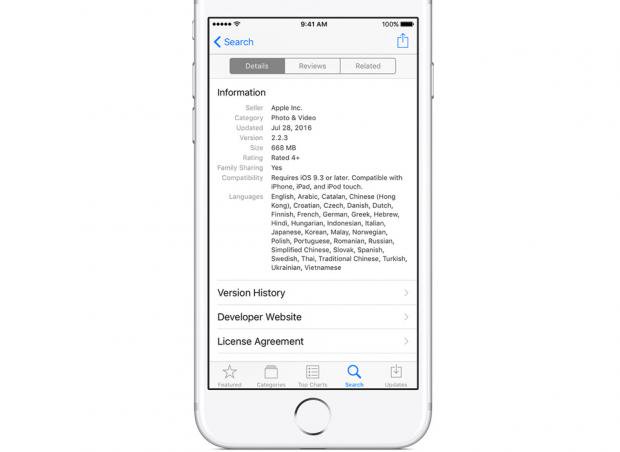 9:41 AM 100%
Search
Details Reviews Related
Information
Seller Apple Inc.
Category Photo & Video
Updated Jul 28, 2016
Version 2.2.3
Size 668 MB
Rating Rated 4+
Family Sharing Yes
Compatibility Requires iOS 9.3 or later. Compatible with
iPhone, iPad, and iPod touch.
Languages English, Arabic, Catalan, Chinese (Hong
Kong), Croatian, Czech, Danish, Dutch,
Finnish, French, German, Greek, Hebrew,
Hindi, Hungarian, Indonesian, Italian,
Japanese, Korean, Malay, Norwegian,
Polish, Portuguese, Romanian, Russian,
Simplified Chinese, Slovak, Spanish,
Swedish, Thai, Traditional Chinese, Turkish,
Ukrainian, Vietnamese
Version History
Developer Website
License Agreement
Featured Categories Top Charts Search Updates